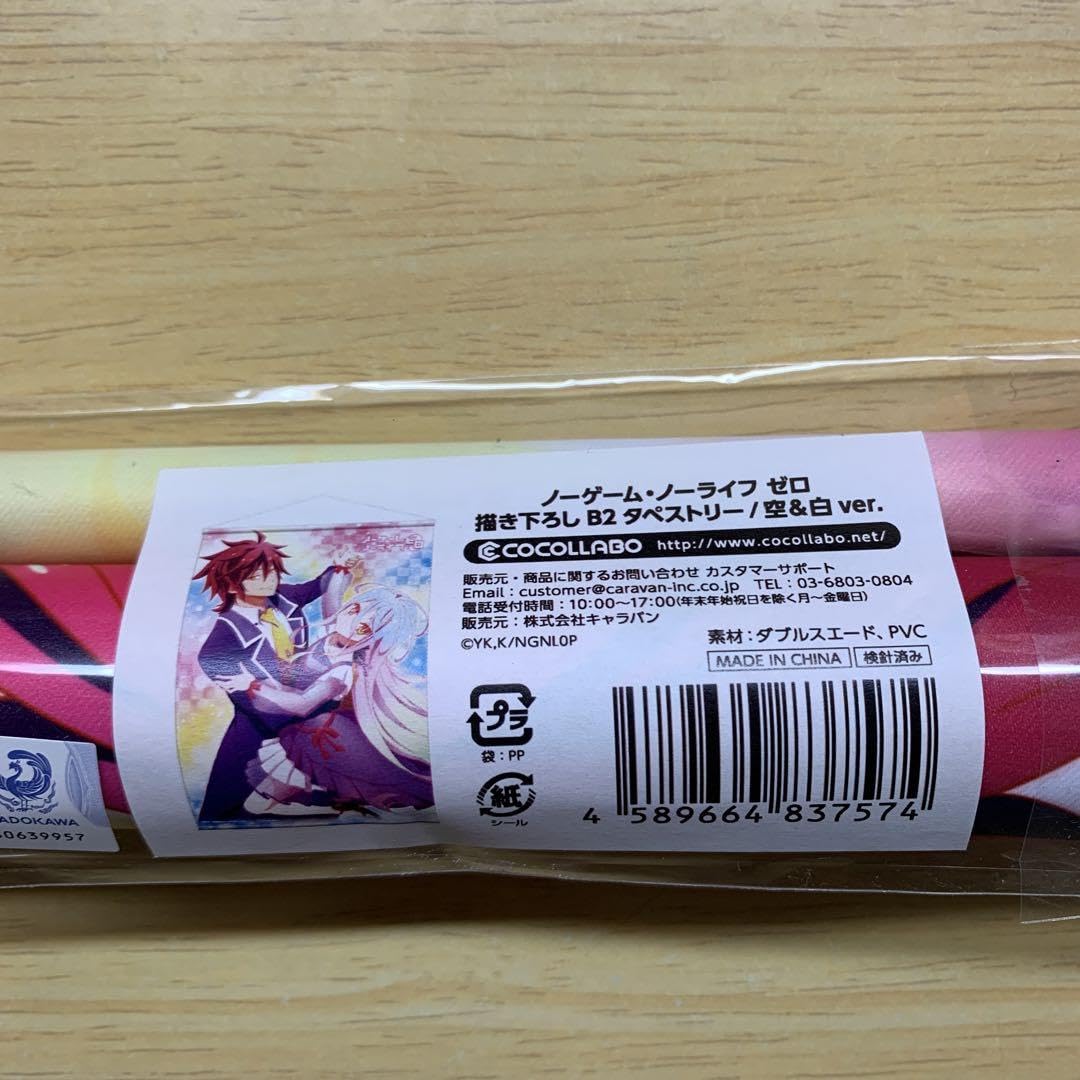 ノーゲーム・ノーライフ ゼロ
描き下ろし B2 タペストリー / 空&白 ver.
COCOLLABO http://www.cocollabo.net/
販売元・商品に関するお問い合わせ カスタマーサポート
Email : customer@caravan-inc.co.jp TEL : 03-6803-0804
電話受付時間 : 10:00～17:00(年末年始祝日を除く月～金曜日)
販売元 : 株式会社キャラバン
©YK,K/NGNL0P
素材 : ダブルスエード、PVC
MADE IN CHINA 検針済み
プラ
袋 : PP
紙
シール
4 589664 837574
ADOKAWA
0639957